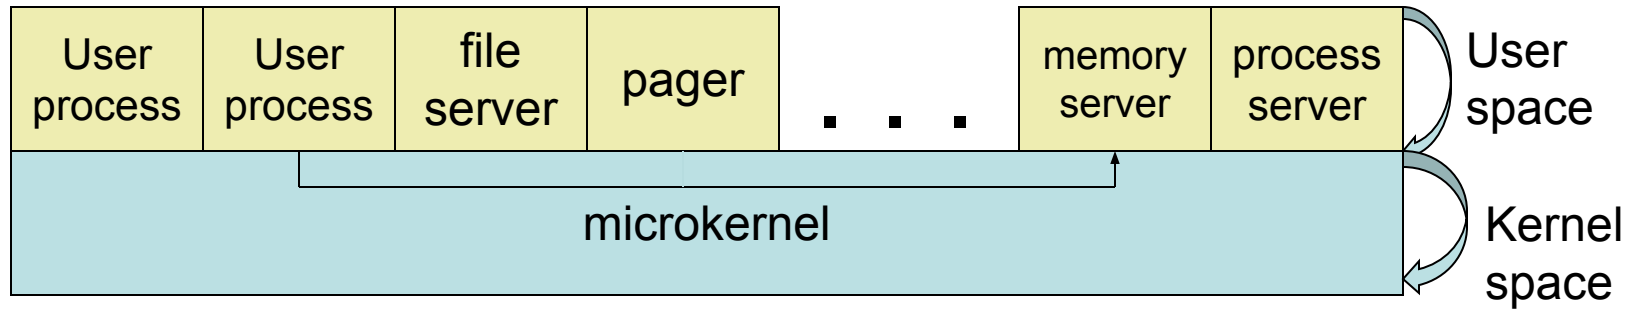 User
process
User
process
file
server
pager
. . .
memory
server
process
server
User
space
microkernel
Kernel
space